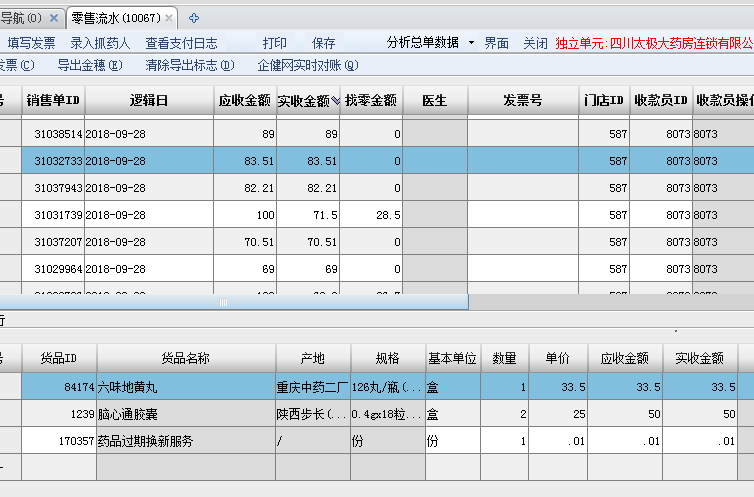 导航(0) × 零售流水(10067) ×
填写发票 录入抓药人 查看支付日志 打印 保存 分析总单数据 界面 关闭 独立单元:四川太极大药房连锁有限公
发票(C) 导出金穗(E) 清除导出标志(D) 企健网实时对账(Q)
号 销售单ID 逻辑日 应收金额 实收金额 找零金额 医生 发票号 门店ID 收款员ID 收款员操作
31038514 2018-09-28 89 89 0 587 8073 8073
31032733 2018-09-28 83.51 83.51 0 587 8073 8073
31037943 2018-09-28 82.21 82.21 0 587 8073 8073
31031739 2018-09-28 100 71.5 28.5 587 8073 8073
31037207 2018-09-28 70.51 70.51 0 587 8073 8073
31029964 2018-09-28 69 69 0 587 8073 8073
2018-09-28
行
号 货品ID 货品名称 产地 规格 基本单位 数量 单价 应收金额 实收金额
84174 六味地黄丸 重庆中药二厂 126丸/瓶(... 盒 1 33.5 33.5 33.5
1239 脑心通胶囊 陕西步长(... 0.4gx18粒... 盒 2 25 50 50
170357 药品过期换新服务 / 份 份 1 .01 .01 .01